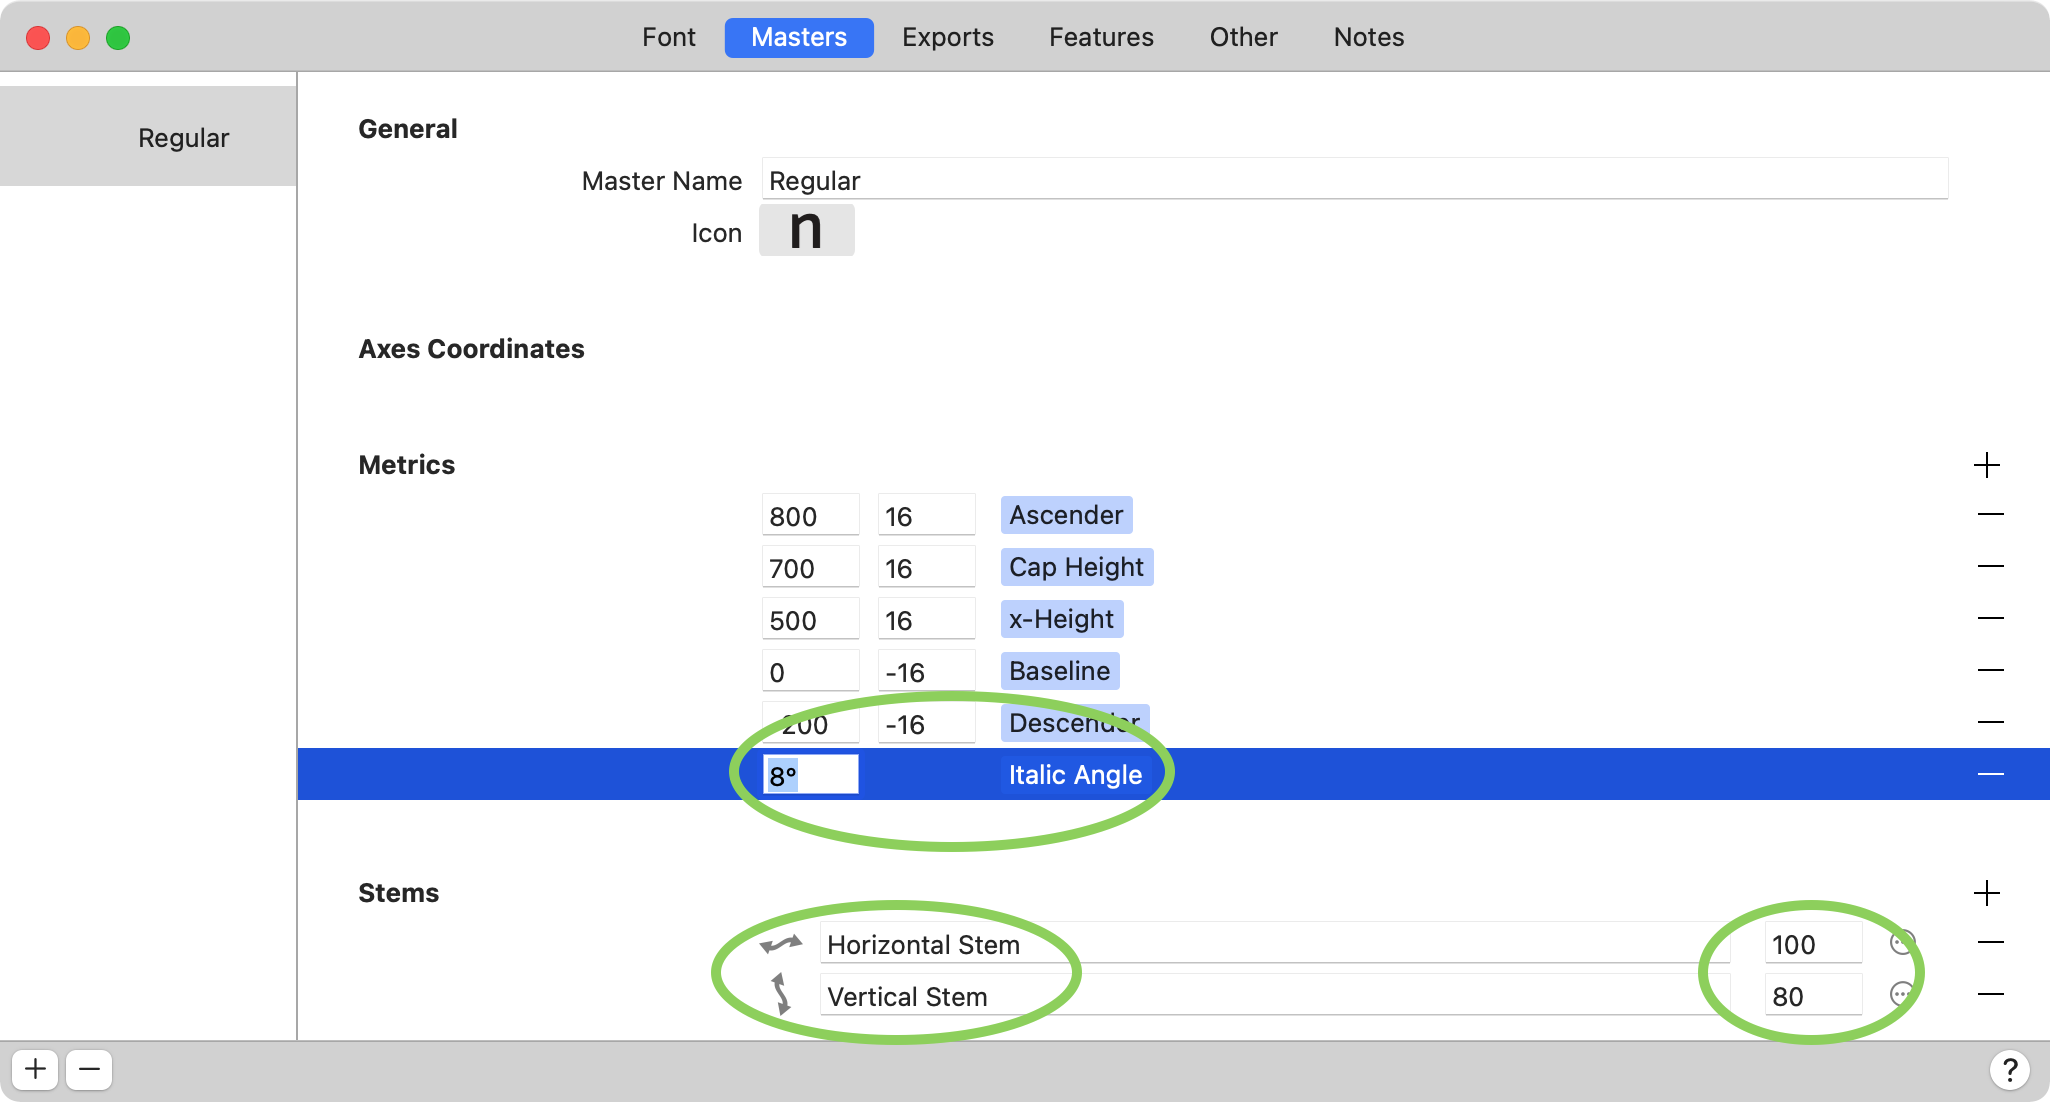 Font Masters Exports Features Other Notes
Regular
General
Master Name Regular
Icon n
Axes Coordinates
Metrics
800 16 Ascender
700 16 Cap Height
500 16 x-Height
0 -16 Baseline
-200 -16 Descender
8° Italic Angle
Stems
Horizontal Stem 100
Vertical Stem 80
?